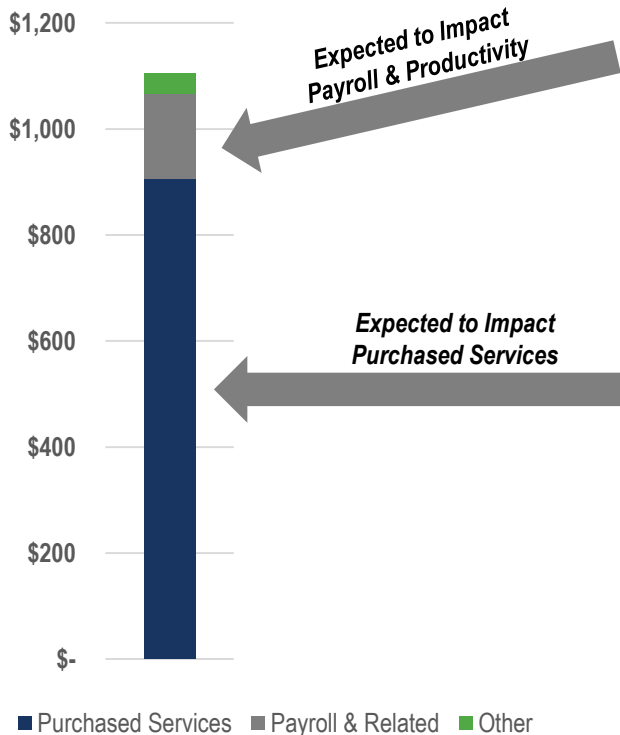 $1,200
Expected to Impact
Payroll & Productivity
$1,000
$800
$600
Expected to Impact
Purchased Services
$400
$200
$-
Purchased Services Payroll & Related Other